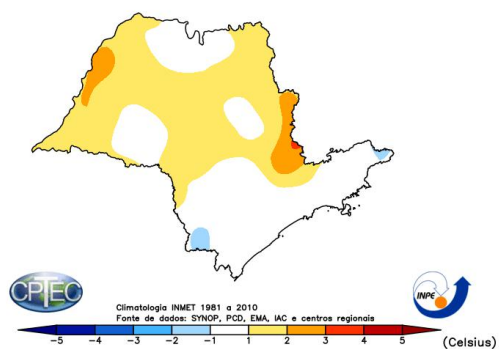 CPTEC
INPE
Climatologia INMET 1981 a 2010
Fonte de dados: SYNOP, PCD, EMA, IAC e centros regionais
-5 -4 -3 -2 -1 1 2 3 4 5 (Celsius)